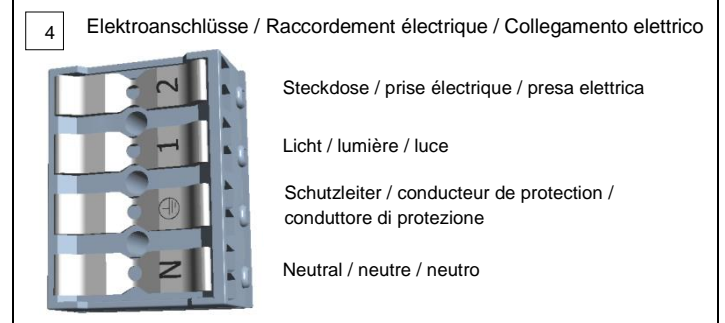 4
Elektroanschlüsse / Raccordement électrique / Collegamento elettrico
2
Steckdose / prise électrique / presa elettrica
1
Licht / lumière / luce
Schutzleiter / conducteur de protection /
conduttore di protezione
N
Neutral / neutre / neutro